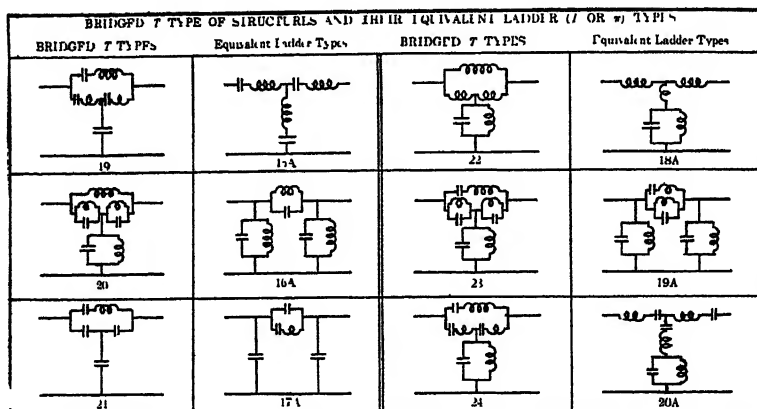 BRIDGED T TYPE OF STRUCTURES AND THEIR EQUIVALENT LADDER (T OR π) TYPES
BRIDGED T TYPES Equivalent Ladder Types BRIDGED T TYPES Equivalent Ladder Types
19 15A 22 18A
20 16A 23 19A
21 17A 24 20A